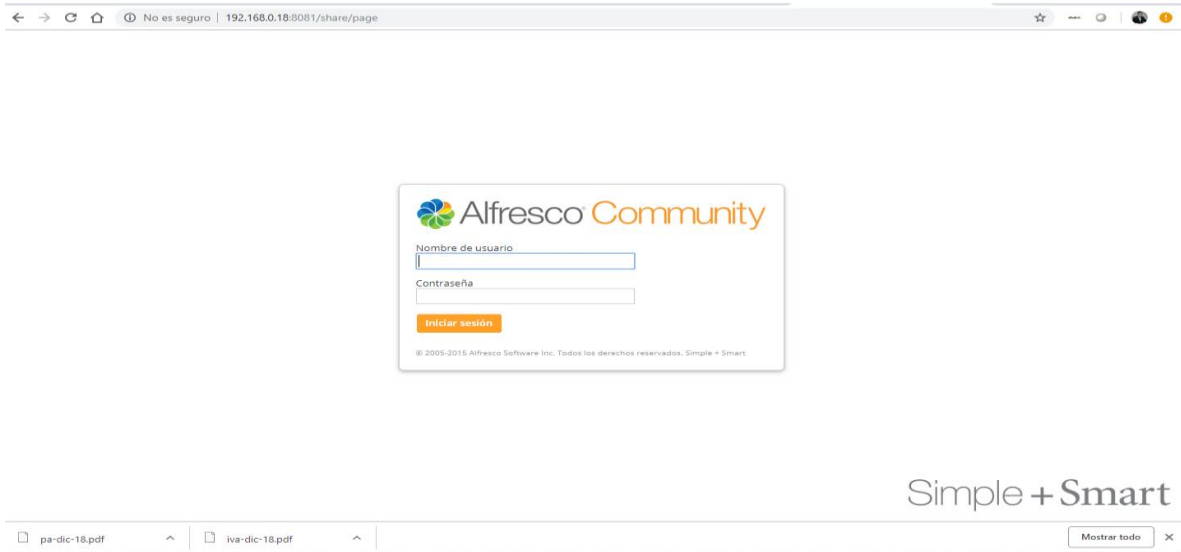 No es seguro | 192.168.0.18:8081/share/page
Alfresco Community
Nombre de usuario
Contraseña
Iniciar sesión
© 2005-2015 Alfresco Software Inc. Todos los derechos reservados. Simple + Smart
Simple + Smart
pa-dic-18.pdf
iva-dic-18.pdf
Mostrar todo